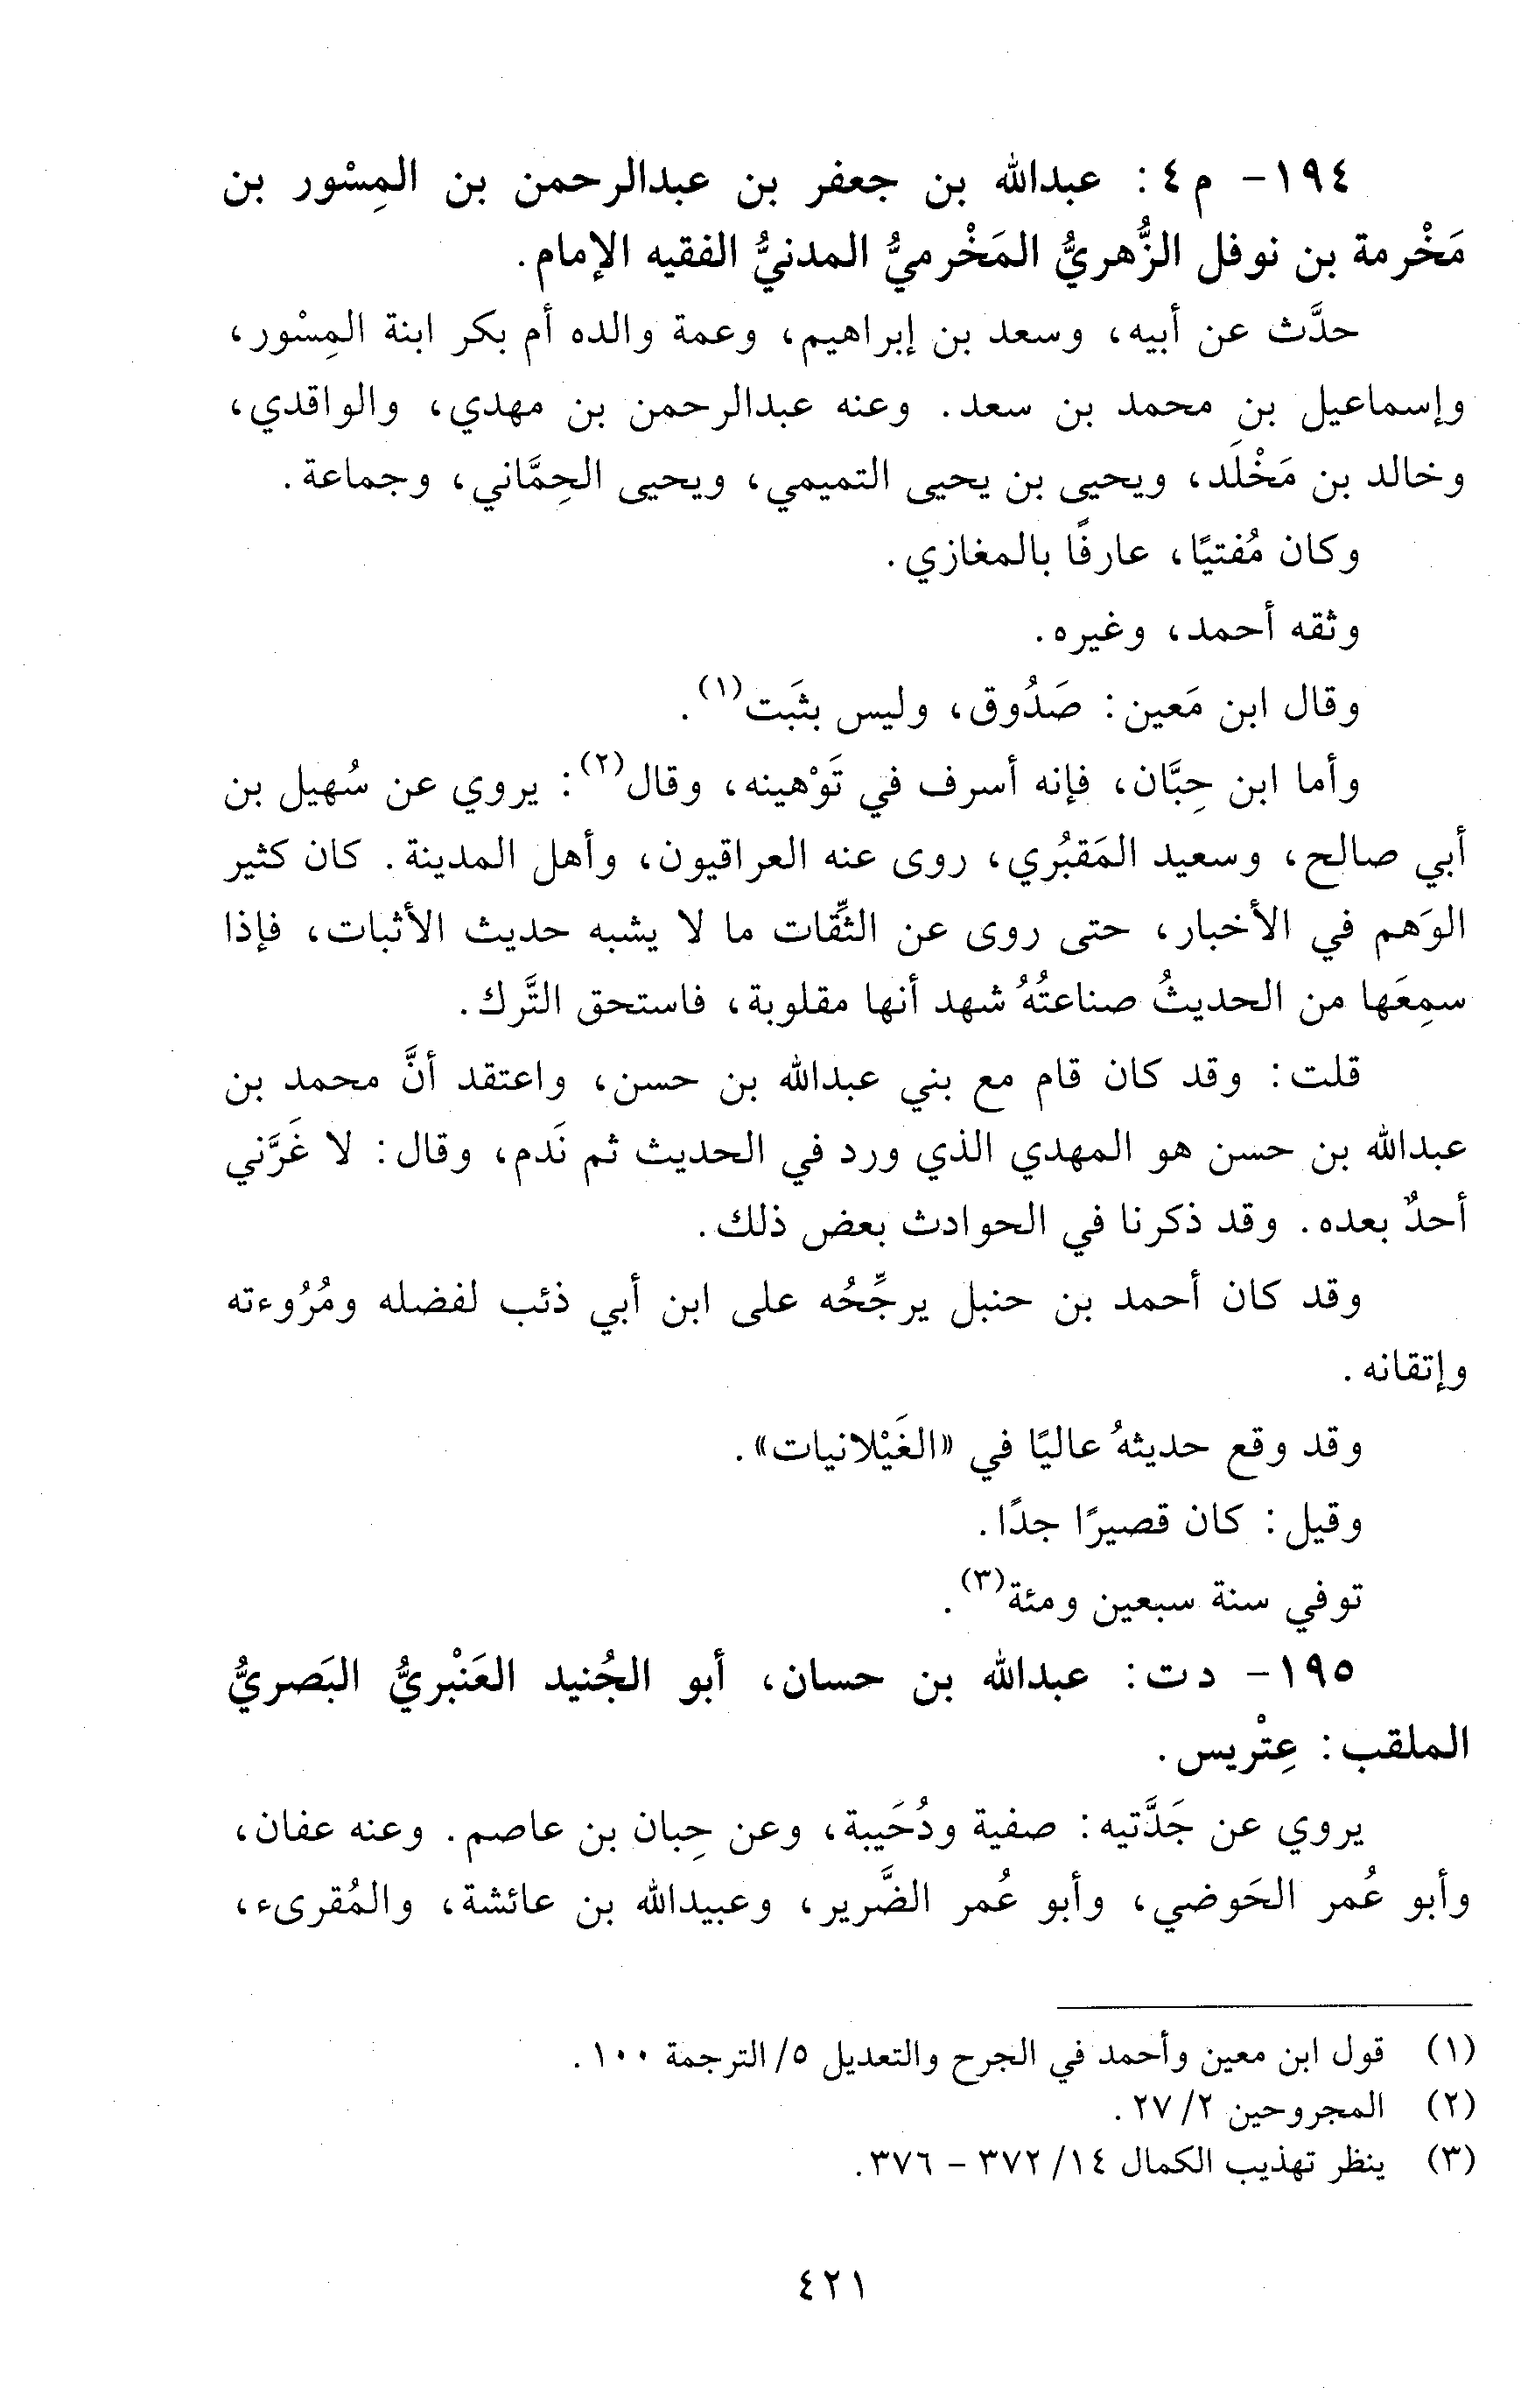 ١٩٤- م ٤: عبدالله بن جعفر بن عبدالرحمن بن المِسْور بن
مَخْرمة بن نوفل الزُّهريُّ المَخْرميُّ المدنيُّ الفقيه الإمام.
حدَّث عن أبيه، وسعد بن إبراهيم، وعمة والده أم بكر ابنة المِسْور،
وإسماعيل بن محمد بن سعد. وعنه عبدالرحمن بن مهدي، والواقدي،
وخالد بن مَخْلَد، ويحيى بن يحيى التميمي، ويحيى الحِمَّاني، وجماعة.
وكان مُفتيًا، عارفًا بالمغازي.
وثقه أحمد، وغيره.
وقال ابن مَعين: صَدُوق، وليس بثَبت(١).
وأما ابن حِبَّان، فإنه أسرف في تَوْهينه، وقال(٢): يروي عن سُهيل بن
أبي صالح، وسعيد المَقبُري، روى عنه العراقيون، وأهل المدينة. كان كثير
الوَهم في الأخبار، حتى روى عن الثِّقات ما لا يشبه حديث الأثبات، فإذا
سمِعَها من الحديثُ صناعتُهُ شهد أنها مقلوبة، فاستحق التَّرك.
قلت: وقد كان قام مع بني عبدالله بن حسن، واعتقد أنَّ محمد بن
عبدالله بن حسن هو المهدي الذي ورد في الحديث ثم نَدم، وقال: لا غَرَّني
أحدٌ بعده. وقد ذكرنا في الحوادث بعض ذلك.
وقد كان أحمد بن حنبل يرجِّحُه على ابن أبي ذئب لفضله ومُرُوءته
وإتقانه.
وقد وقع حديثهُ عاليًا في «الغَيْلانيات».
وقيل: كان قصيرًا جدًا.
توفي سنة سبعين ومئة(٣).
١٩٥- د ت: عبدالله بن حسان، أبو الجُنيد العَنْبريُّ البَصريُّ
الملقب: عِتْريس.
يروي عن جَدَّتيه: صفية ودُحَيبة، وعن حِبان بن عاصم. وعنه عفان،
وأبو عُمر الحَوضي، وأبو عُمر الضَّرير، وعبيدالله بن عائشة، والمُقرىء،
(١) قول ابن معين وأحمد في الجرح والتعديل ٥/ الترجمة ١٠٠.
(٢) المجروحين ٢/ ٢٧.
(٣) ينظر تهذيب الكمال ١٤/ ٣٧٢ - ٣٧٦.
٤٢١